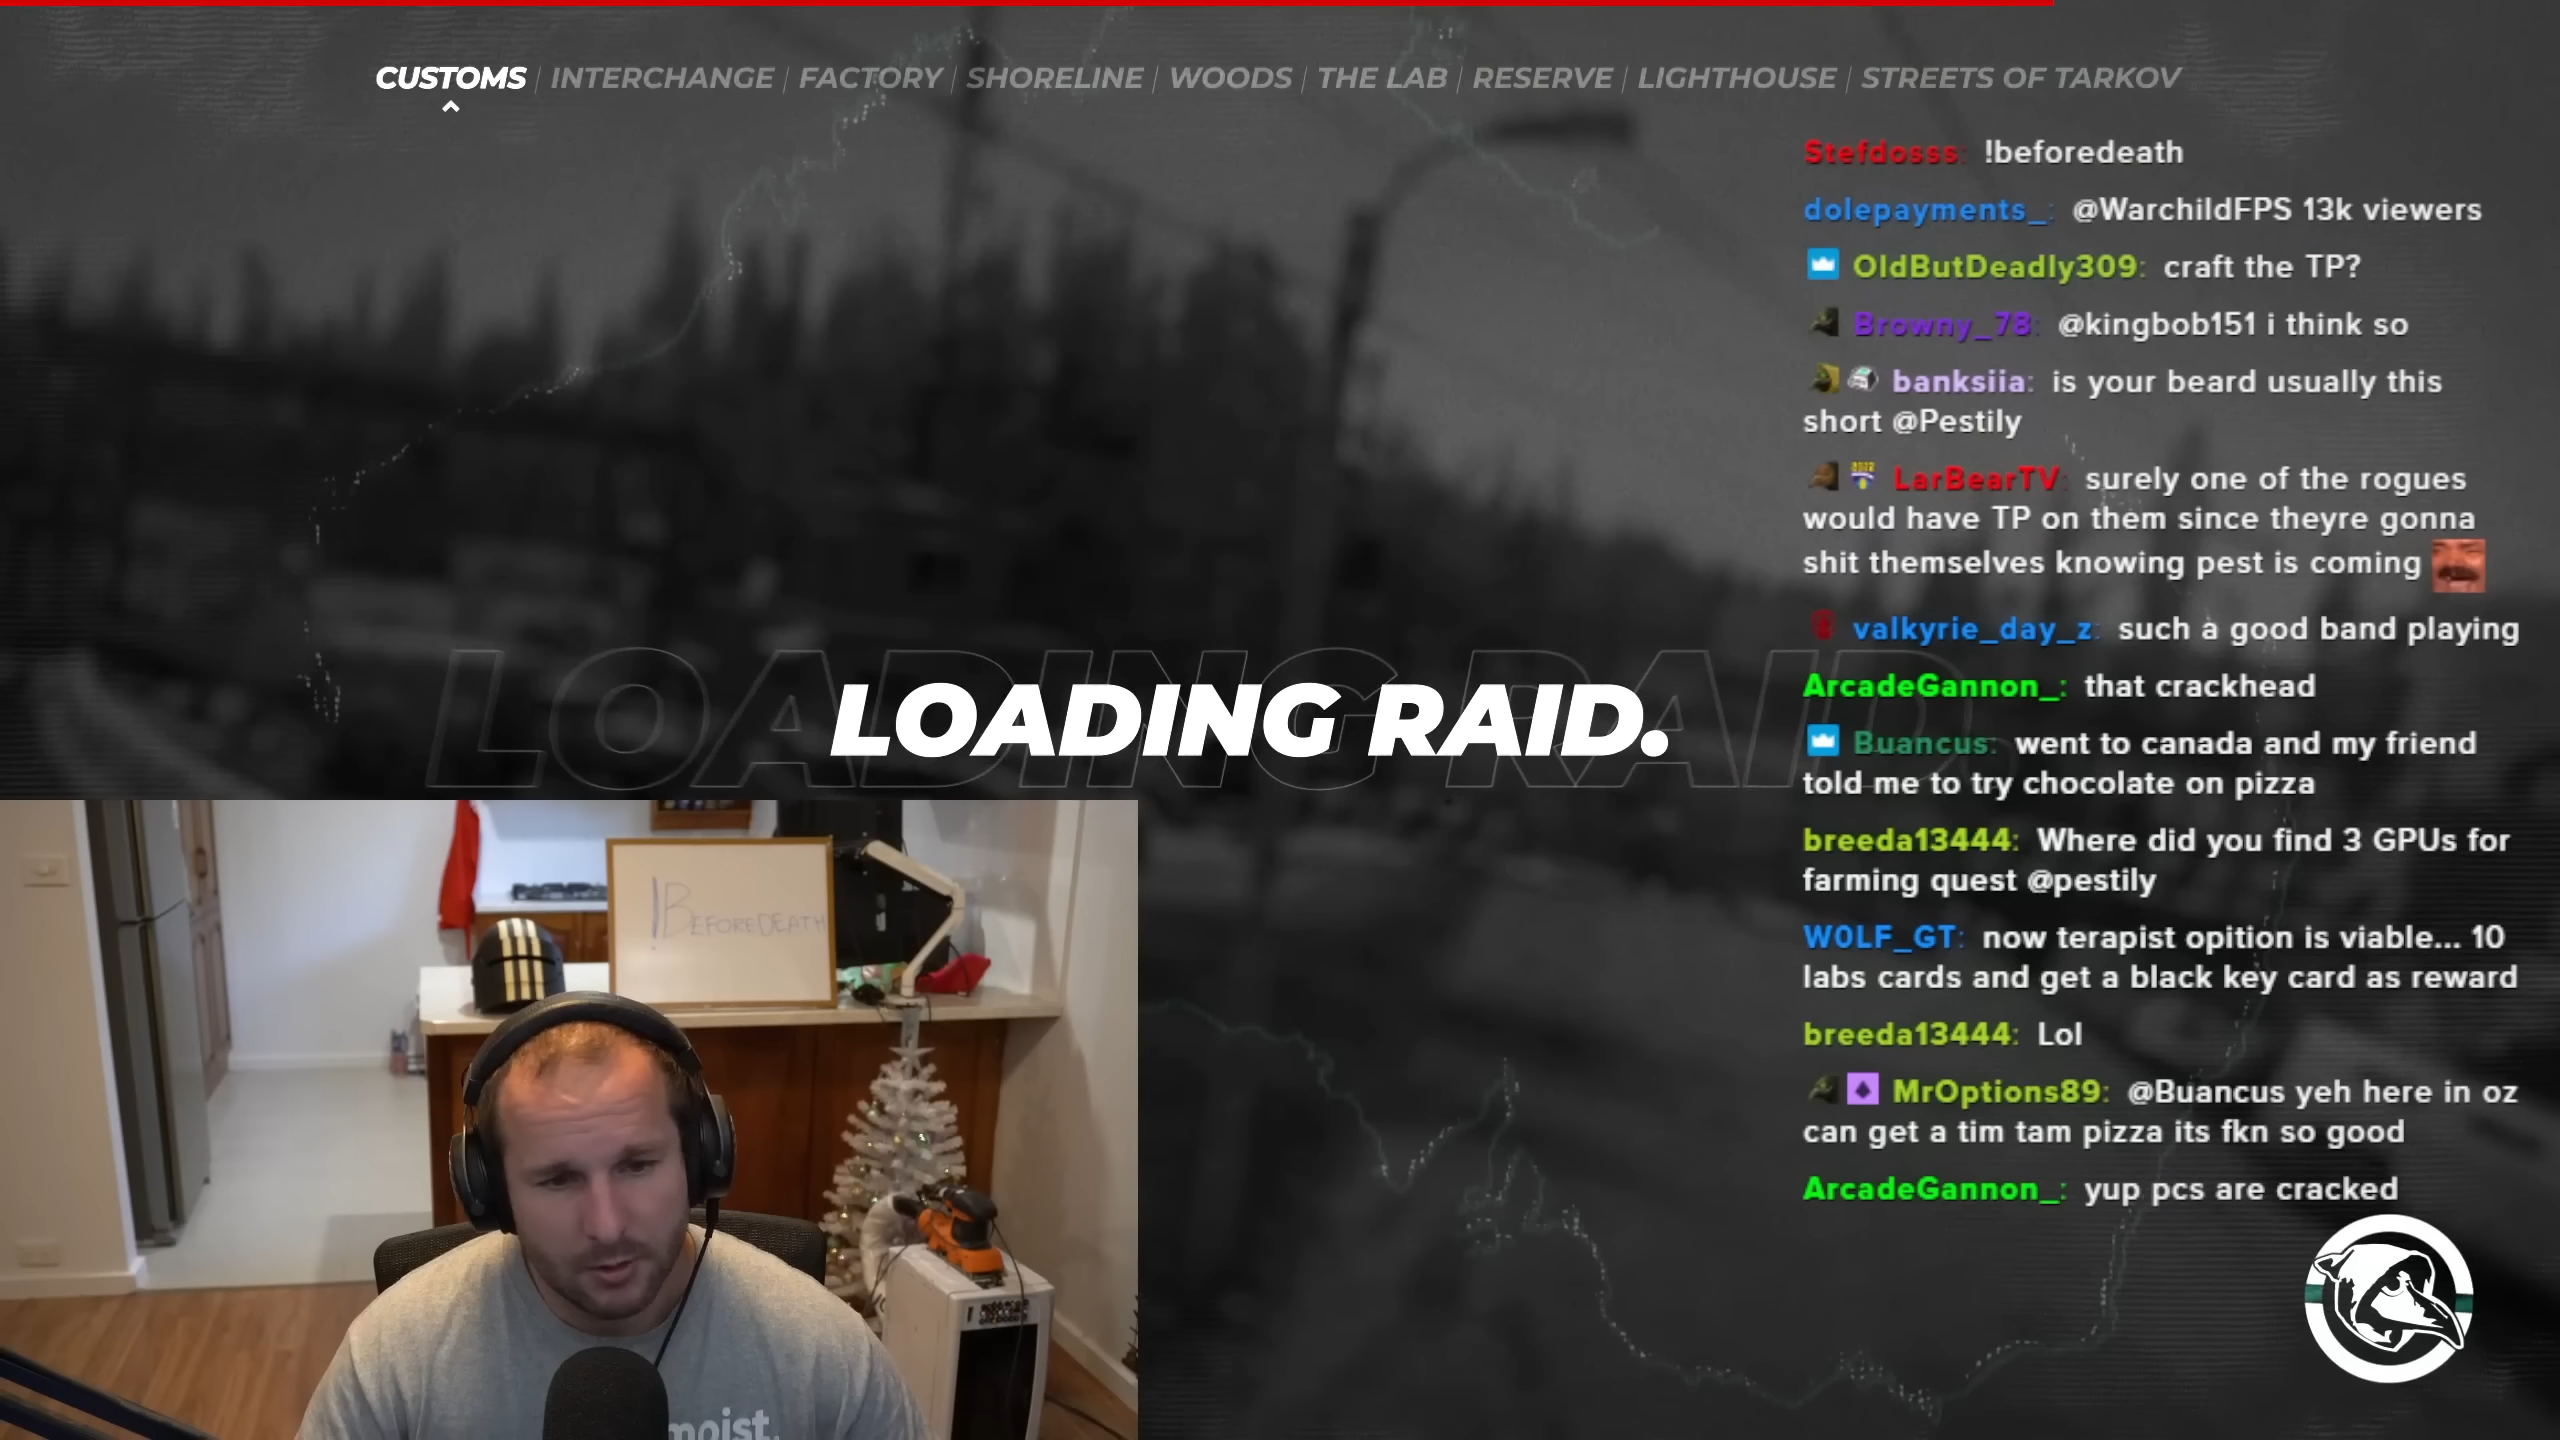 CUSTOMS | INTERCHANGE | FACTORY | SHORELINE | WOODS | THE LAB | RESERVE | LIGHTHOUSE | STREETS OF TARKOV
Stefdosss: !beforedeath
dolepayments_: @WarchildFPS 13k viewers
OldButDeadly309: craft the TP?
Browny_78: @kingbob151 i think so
banksiia: is your beard usually this
short @Pestily
LarBearTV: surely one of the rogues
would have TP on them since theyre gonna
shit themselves knowing pest is coming
valkyrie_day_z: such a good band playing
ArcadeGannon_: that crackhead
Buancus: went to canada and my friend
told me to try chocolate on pizza
breeda13444: Where did you find 3 GPUs for
farming quest @pestily
W0LF_GT: now terapist opition is viable... 10
labs cards and get a black key card as reward
breeda13444: Lol
MrOptions89: @Buancus yeh here in oz
can get a tim tam pizza its fkn so good
ArcadeGannon_: yup pcs are cracked
LOADING RAID.
LOADING RAID.
!BEFOREDEATH
moist.